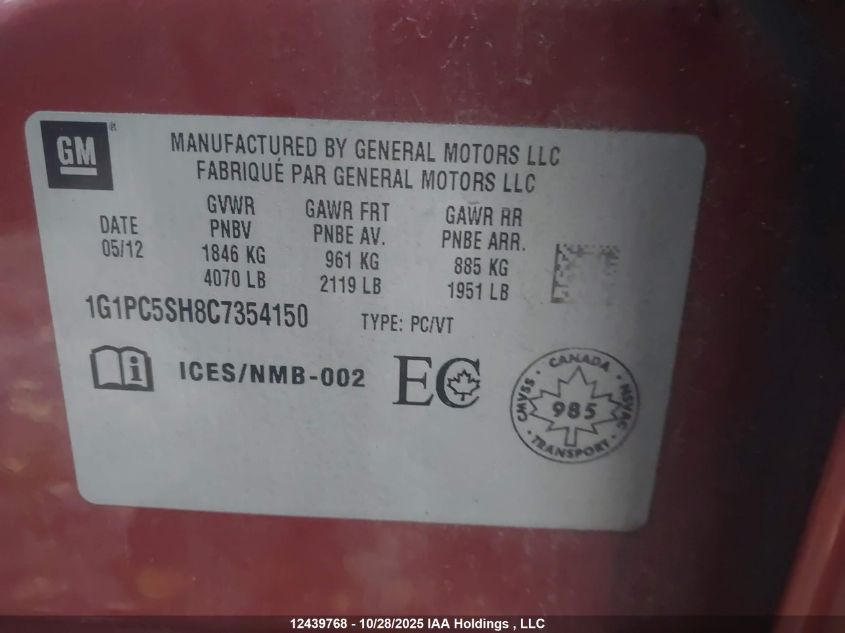 GM
MANUFACTURED BY GENERAL MOTORS LLC
FABRIQUÉ PAR GENERAL MOTORS LLC
DATE
05/12
GVWR
PNBV
1846 KG
4070 LB
GAWR FRT
PNBE AV.
961 KG
2119 LB
GAWR RR
PNBE ARR.
885 KG
1951 LB
1G1PC5SH8C7354150
TYPE: PC/VT
i ICES/NMB-002
EC
· CANADA ·
NSVAC
985
CMVSS
· TRANSPORT ·
12439768 - 10/28/2025 IAA Holdings , LLC